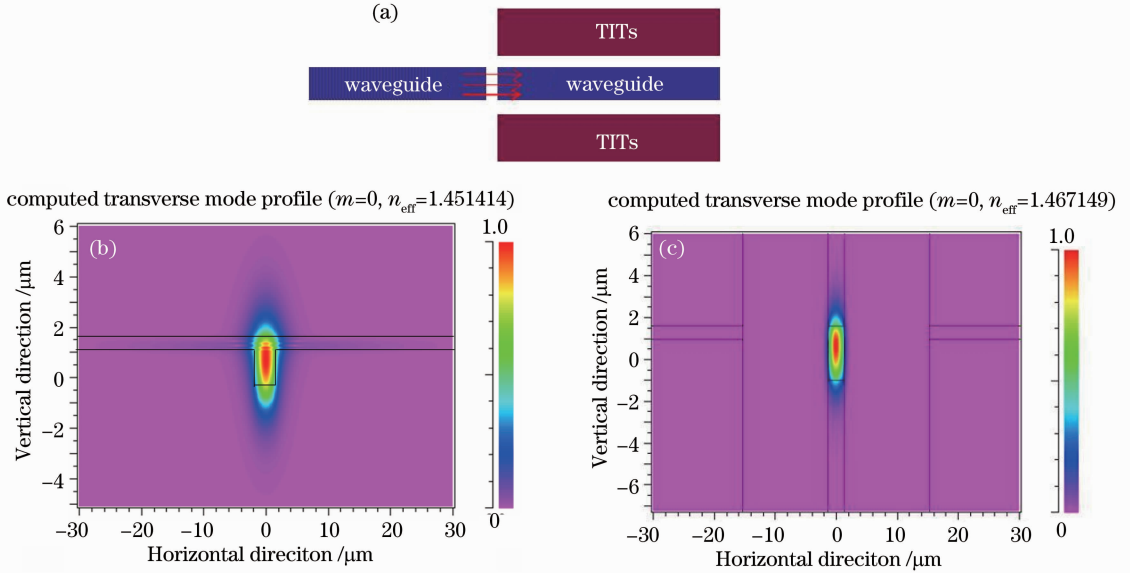 (a)
TITs
waveguide
waveguide
TITs
computed transverse mode profile (m=0, neff=1.451414)
(b)
1.0
6
4
2
0
−2
−4
−30
−20
−10
0
10
20
30
0
Vertical direction /μm
Horizontal direciton /μm
computed transverse mode profile (m=0, neff=1.467149)
(c)
1.0
6
4
2
0
−2
−4
−6
−30
−20
−10
0
10
20
30
0
Vertical direction /μm
Horizontal direciton /μm